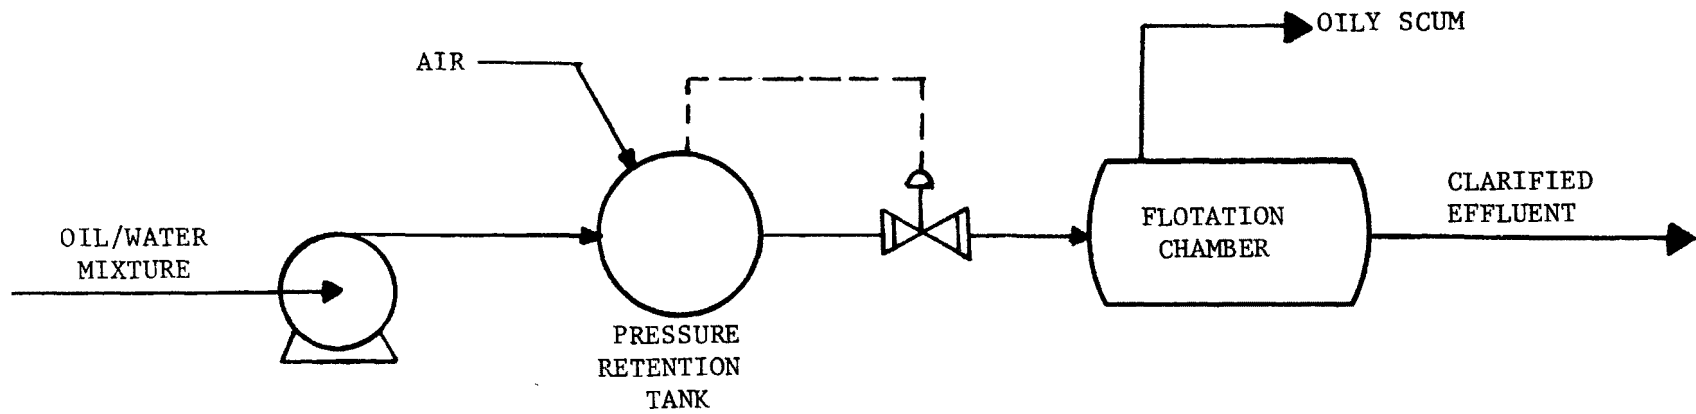 OILY SCUM
AIR
CLARIFIED
EFFLUENT
FLOTATION
CHAMBER
OIL/WATER
MIXTURE
PRESSURE
RETENTION
TANK